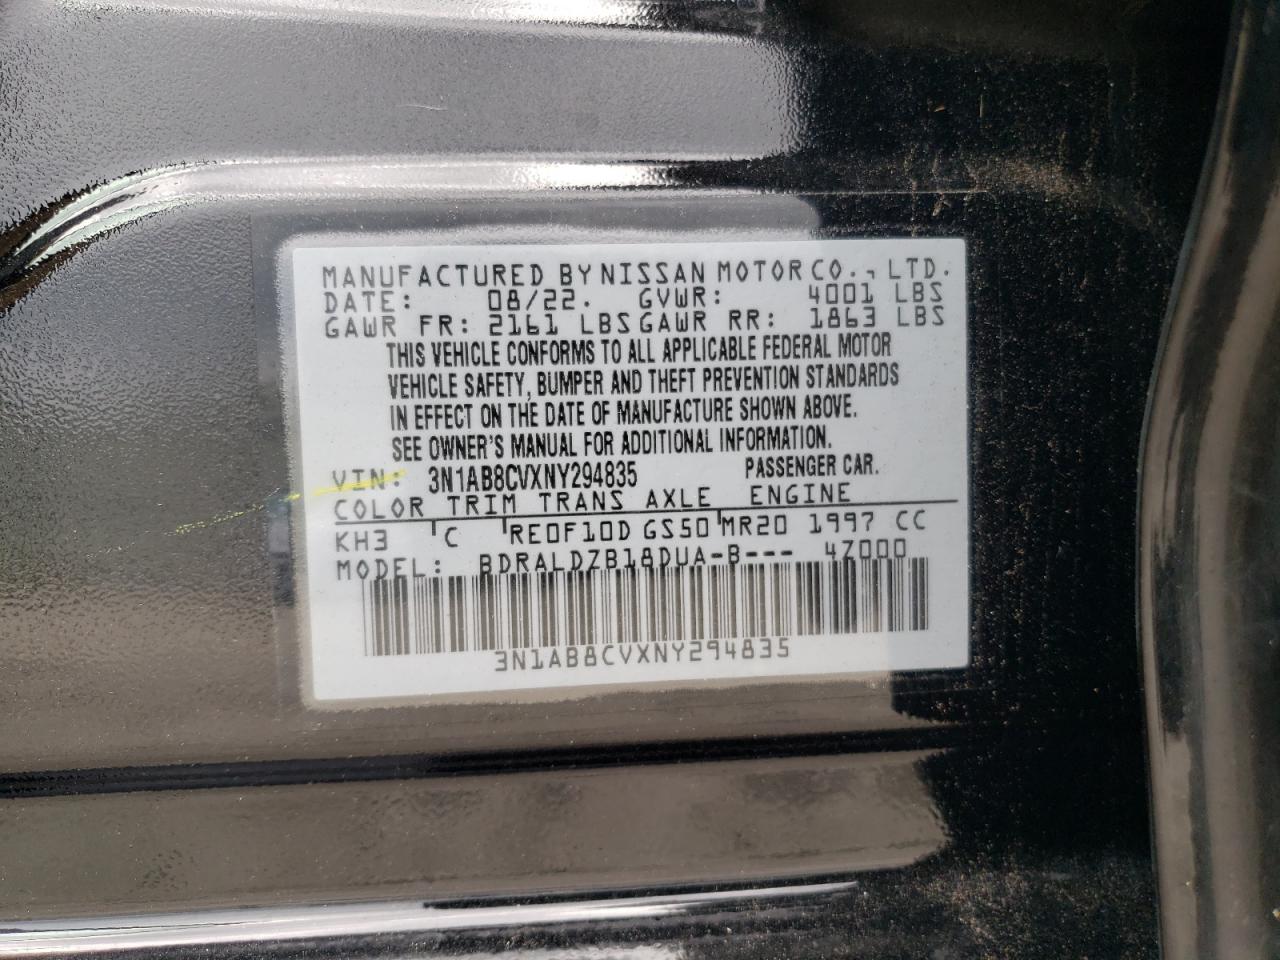 MANUFACTURED BY NISSAN MOTOR CO., LTD.
DATE: 08/22. GVWR: 4001 LBS
GAWR FR: 2161 LBS GAWR RR: 1863 LBS
THIS VEHICLE CONFORMS TO ALL APPLICABLE FEDERAL MOTOR
VEHICLE SAFETY, BUMPER AND THEFT PREVENTION STANDARDS
IN EFFECT ON THE DATE OF MANUFACTURE SHOWN ABOVE.
SEE OWNER'S MANUAL FOR ADDITIONAL INFORMATION.
VIN: 3N1AB8CVXNY294835 PASSENGER CAR.
COLOR TRIM TRANS AXLE ENGINE
KH3 C RE0F10D GS50 MR20 1997 CC
MODEL: BDRALDZB18DUA-B--- 4Z000
3N1AB8CVXNY294835